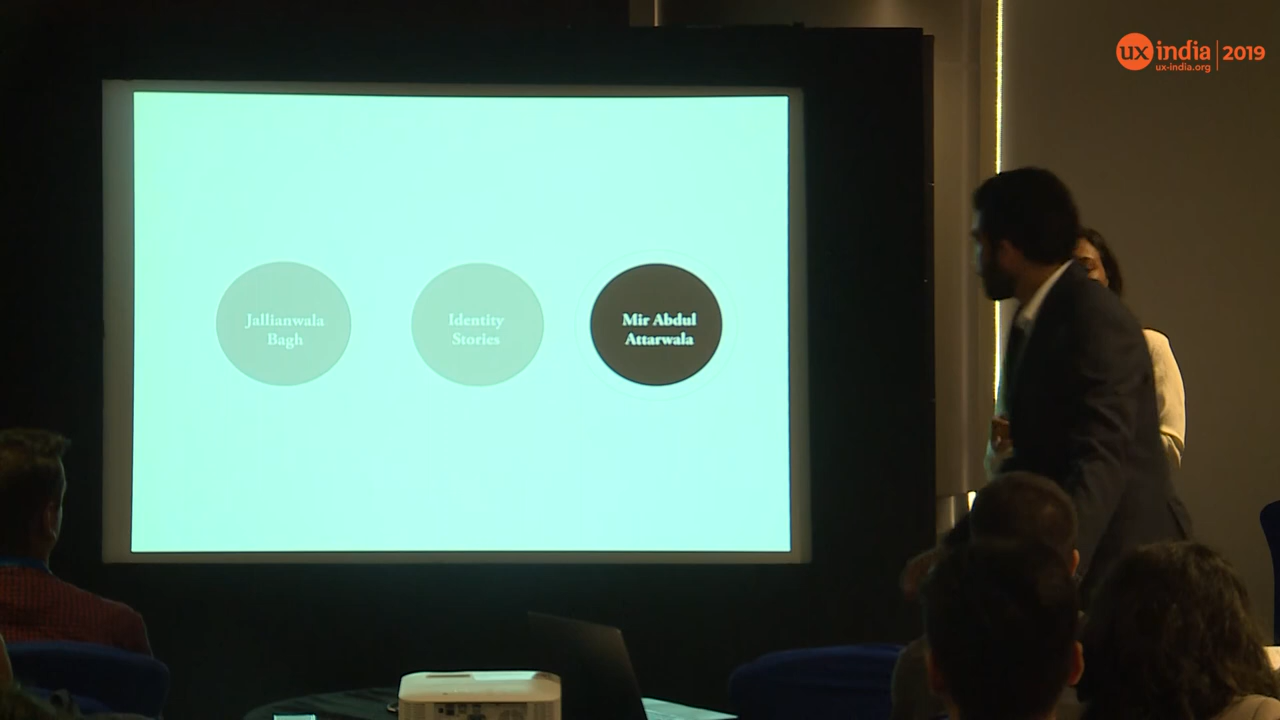 ux india | 2019
ux-india.org
Jallianwala
Bagh
Identity
Stories
Mir Abdul
Attarwala